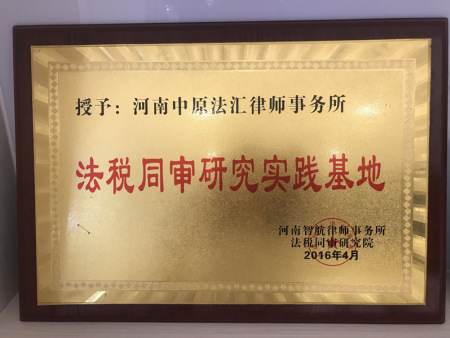 授予：河南中原法汇律师事务所
法税同审研究实践基地
河南智航律师事务所
法税同审研究院
2016年4月